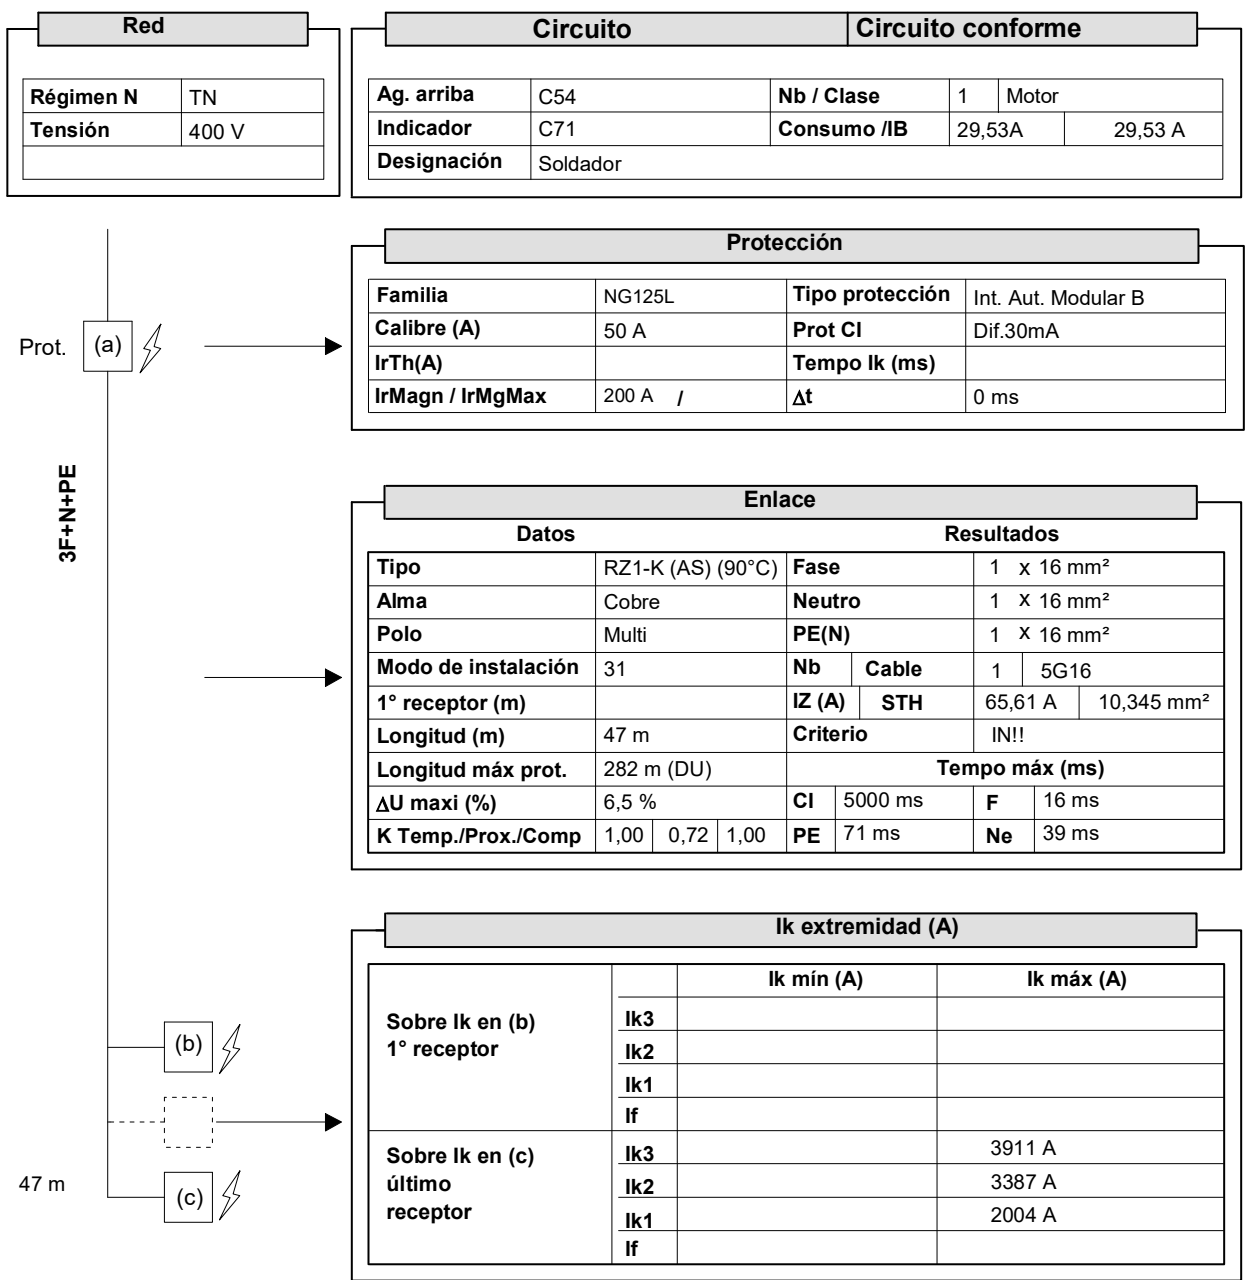 Red
Circuito
Circuito conforme
Régimen N TN
Tensión 400 V
Ag. arriba C54 Nb / Clase 1 Motor
Indicador C71 Consumo /IB 29,53A 29,53 A
Designación Soldador
Protección
Familia NG125L Tipo protección Int. Aut. Modular B
Calibre (A) 50 A Prot CI Dif.30mA
IrTh(A) Tempo Ik (ms)
IrMagn / IrMgMax 200 A / Δt 0 ms
Prot. (a)
3F+N+PE
Enlace
Datos Resultados
Tipo RZ1-K (AS) (90°C) Fase 1 x 16 mm²
Alma Cobre Neutro 1 x 16 mm²
Polo Multi PE(N) 1 x 16 mm²
Modo de instalación 31 Nb Cable 1 5G16
1° receptor (m) IZ (A) STH 65,61 A 10,345 mm²
Longitud (m) 47 m Criterio IN!!
Longitud máx prot. 282 m (DU) Tempo máx (ms)
ΔU maxi (%) 6,5 % CI 5000 ms F 16 ms
K Temp./Prox./Comp 1,00 0,72 1,00 PE 71 ms Ne 39 ms
Ik extremidad (A)
Ik mín (A) Ik máx (A)
Sobre Ik en (b)
1° receptor
Ik3
Ik2
Ik1
If
(b)
Sobre Ik en (c)
último
receptor
Ik3 3911 A
Ik2 3387 A
Ik1 2004 A
If
47 m
(c)